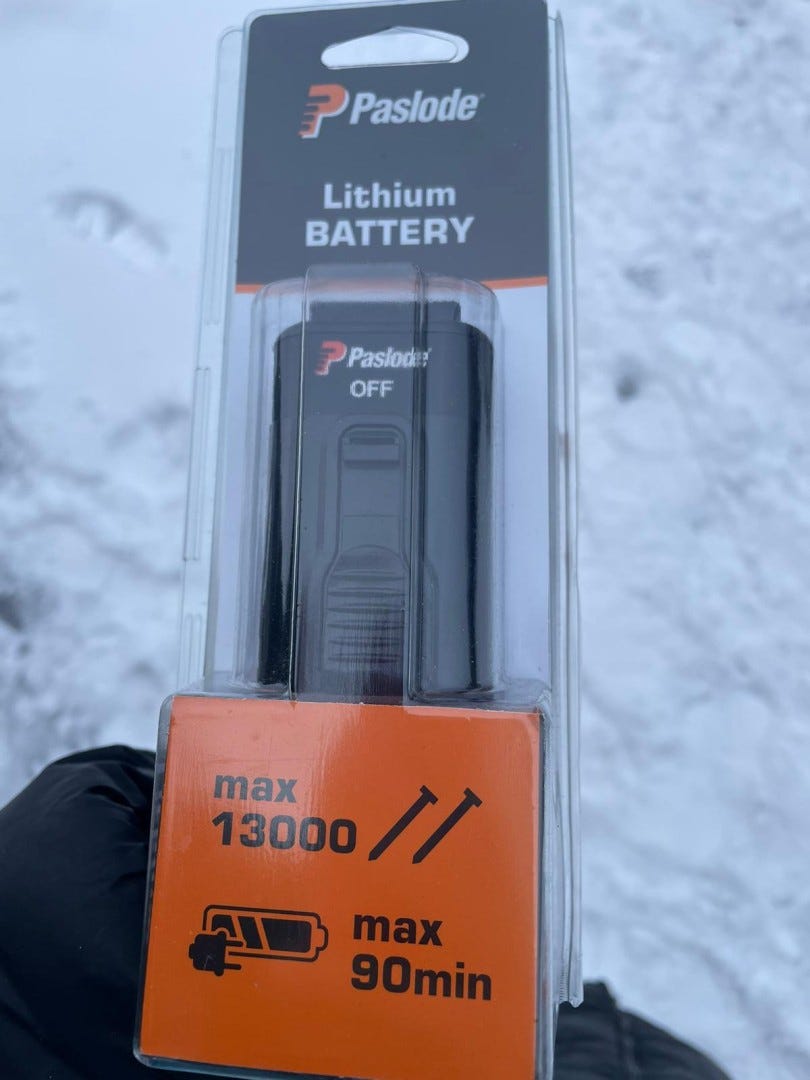 Paslode
Lithium
BATTERY
Paslode
OFF
max
13000
max
90min